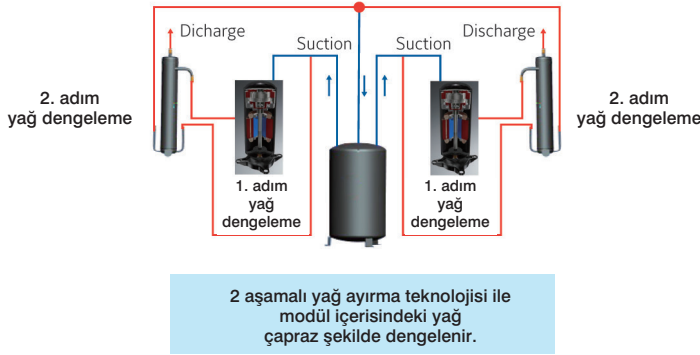 Dicharge
Suction
Suction
Discharge
2. adım
yağ dengeleme
2. adım
yağ dengeleme
1. adım
yağ
dengeleme
1. adım
yağ
dengeleme
2 aşamalı yağ ayırma teknolojisi ile
modül içerisindeki yağ
çapraz şekilde dengelenir.